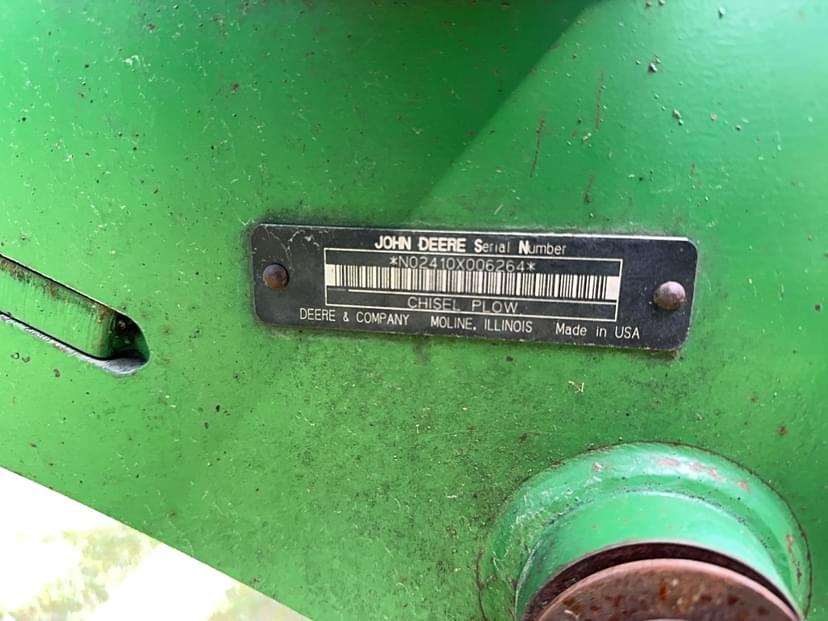 JOHN DEERE Serial Number
*N02410X006264*
CHISEL PLOW
DEERE & COMPANY MOLINE, ILLINOIS Made in USA